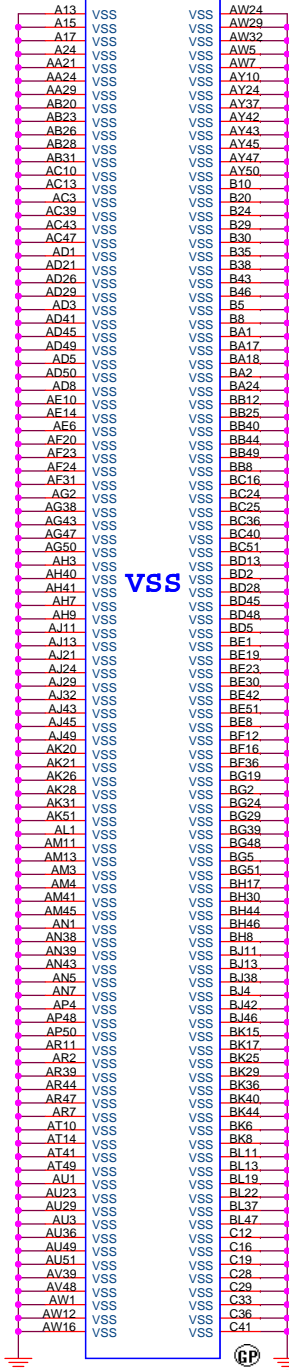 A13 VSS VSS AW24
A15 VSS VSS AW29
A17 VSS VSS AW32
A24 VSS VSS AW5
AA21 VSS VSS AW7
AA24 VSS VSS AY10
AA29 VSS VSS AY24
AB20 VSS VSS AY37
AB23 VSS VSS AY42
AB26 VSS VSS AY43
AB28 VSS VSS AY45
AB31 VSS VSS AY47
AC10 VSS VSS AY50
AC13 VSS VSS B10
AC3 VSS VSS B20
AC39 VSS VSS B24
AC43 VSS VSS B29
AC47 VSS VSS B30
AD1 VSS VSS B35
AD21 VSS VSS B38
AD26 VSS VSS B43
AD29 VSS VSS B46
AD3 VSS VSS B5
AD41 VSS VSS B8
AD45 VSS VSS BA1
AD49 VSS VSS BA17
AD5 VSS VSS BA18
AD50 VSS VSS BA2
AD8 VSS VSS BA24
AE10 VSS VSS BB12
AE14 VSS VSS BB25
AE6 VSS VSS BB40
AF20 VSS VSS BB44
AF23 VSS VSS BB49
AF24 VSS VSS BB8
AF31 VSS VSS BC16
AG2 VSS VSS BC24
AG38 VSS VSS BC25
AG43 VSS VSS BC36
AG47 VSS VSS BC40
AG50 VSS VSS BC51
AH3 VSS VSS BD13
AH40 VSS VSS VSS BD2
AH41 VSS VSS BD28
AH7 VSS VSS BD45
AH9 VSS VSS BD48
AJ11 VSS VSS BD5
AJ13 VSS VSS BE1
AJ21 VSS VSS BE19
AJ24 VSS VSS BE23
AJ29 VSS VSS BE30
AJ32 VSS VSS BE42
AJ43 VSS VSS BE51
AJ45 VSS VSS BE8
AJ49 VSS VSS BF12
AK20 VSS VSS BF16
AK21 VSS VSS BF36
AK26 VSS VSS BG19
AK28 VSS VSS BG2
AK31 VSS VSS BG24
AK51 VSS VSS BG29
AL1 VSS VSS BG39
AM11 VSS VSS BG48
AM13 VSS VSS BG5
AM3 VSS VSS BG51
AM4 VSS VSS BH17
AM41 VSS VSS BH30
AM45 VSS VSS BH44
AN1 VSS VSS BH46
AN38 VSS VSS BH8
AN39 VSS VSS BJ11
AN43 VSS VSS BJ13
AN5 VSS VSS BJ38
AN7 VSS VSS BJ4
AP4 VSS VSS BJ42
AP48 VSS VSS BJ46
AP50 VSS VSS BK15
AR11 VSS VSS BK17
AR2 VSS VSS BK25
AR39 VSS VSS BK29
AR44 VSS VSS BK36
AR47 VSS VSS BK40
AR7 VSS VSS BK44
AT10 VSS VSS BK6
AT14 VSS VSS BK8
AT41 VSS VSS BL11
AT49 VSS VSS BL13
AU1 VSS VSS BL19
AU23 VSS VSS BL22
AU29 VSS VSS BL37
AU3 VSS VSS BL47
AU36 VSS VSS C12
AU49 VSS VSS C16
AU51 VSS VSS C19
AV39 VSS VSS C28
AV48 VSS VSS C29
AW1 VSS VSS C33
AW12 VSS VSS C36
AW16 VSS VSS C41
GP